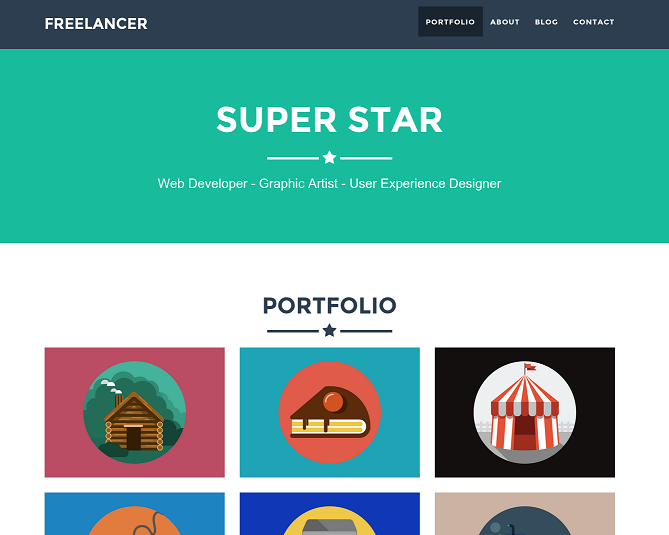 FREELANCER
PORTFOLIO ABOUT BLOG CONTACT
SUPER STAR
Web Developer - Graphic Artist - User Experience Designer
PORTFOLIO